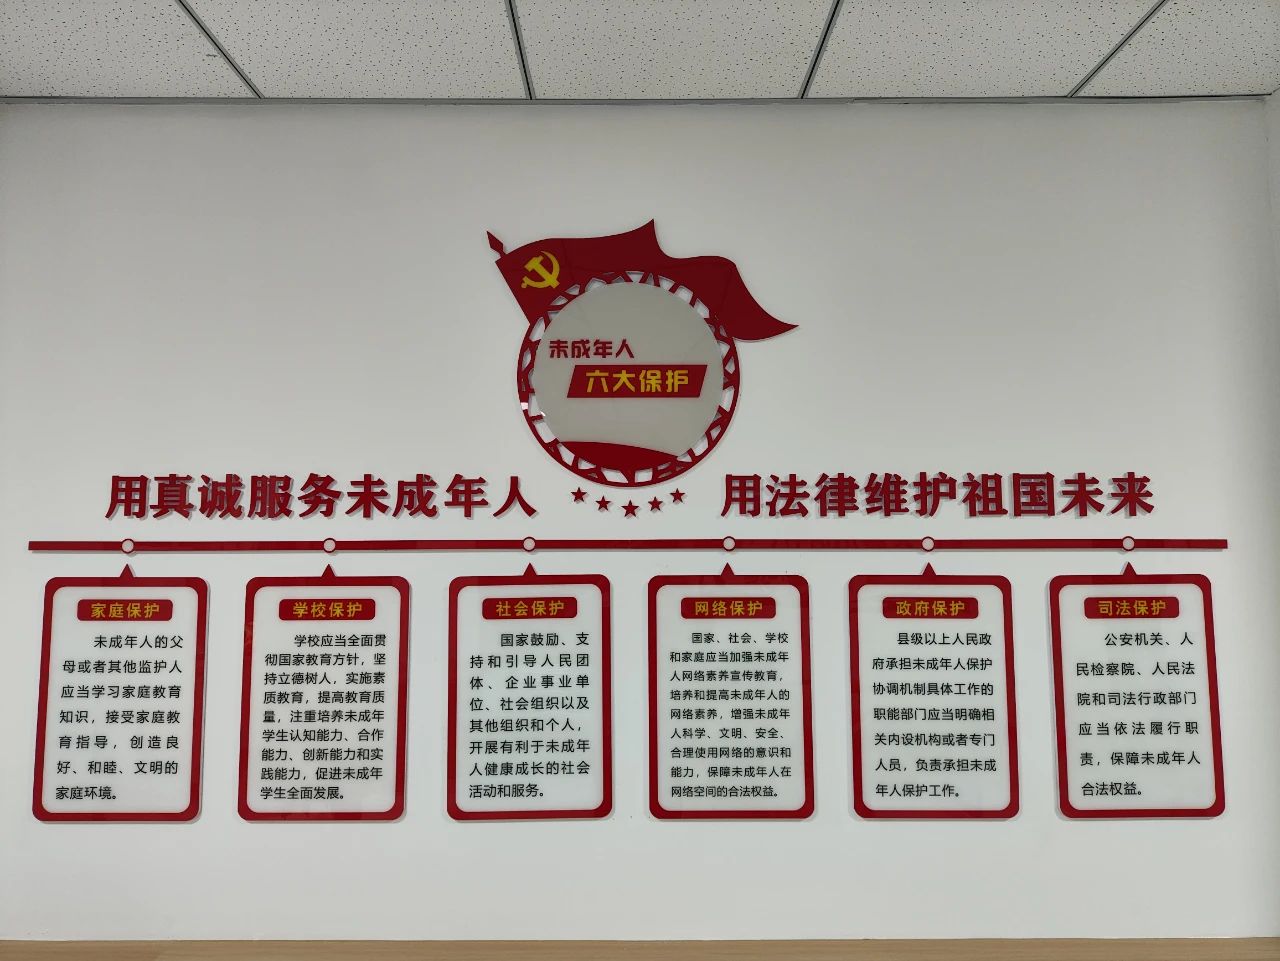 未成年人
六大保护
用真诚服务未成年人
用法律维护祖国未来
家庭保护
未成年人的父
母或者其他监护人
应当学习家庭教育
知识，接受家庭教
育指导，创造良
好、和睦、文明的
家庭环境。
学校保护
学校应当全面贯
彻国家教育方针，坚
持立德树人，实施素
质教育，提高教育质
量，注重培养未成年
学生认知能力、合作
能力、创新能力和实
践能力，促进未成年
学生全面发展。
社会保护
国家鼓励、支
持和引导人民团
体、企业事业单
位、社会组织以及
其他组织和个人，
开展有利于未成年
人健康成长的社会
活动和服务。
网络保护
国家、社会、学校
和家庭应当加强未成年
人网络素养宣传教育，
培养和提高未成年人的
网络素养，增强未成年
人科学、文明、安全、
合理使用网络的意识和
能力，保障未成年人在
网络空间的合法权益。
政府保护
县级以上人民政
府承担未成年人保护
协调机制具体工作的
职能部门应当明确相
关内设机构或者专门
人员，负责承担未成
年人保护工作。
司法保护
公安机关、人
民检察院、人民法
院和司法行政部门
应当依法履行职
责，保障未成年人
合法权益。